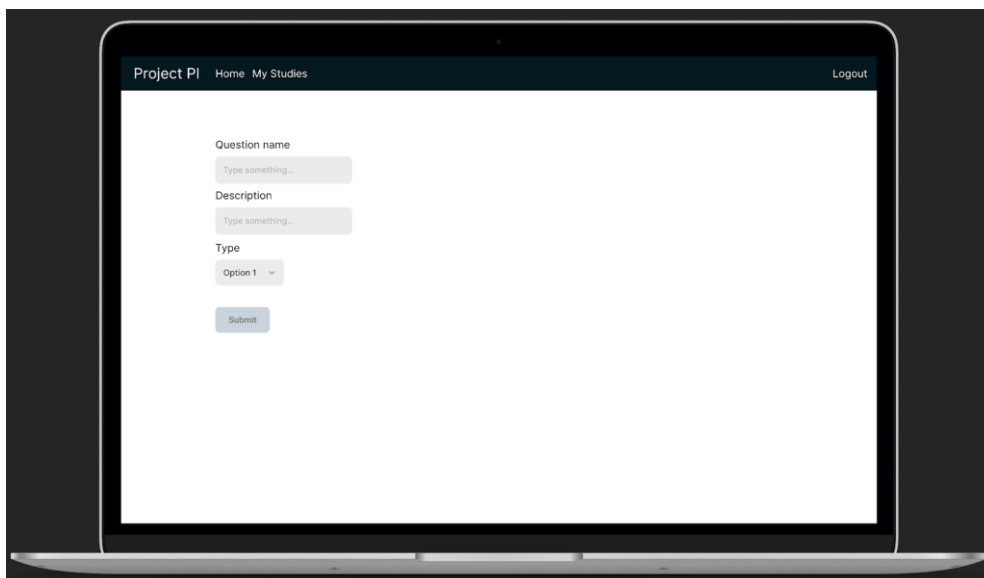 Project PI Home My Studies Logout
Question name
Type something...
Description
Type something...
Type
Option 1
Submit